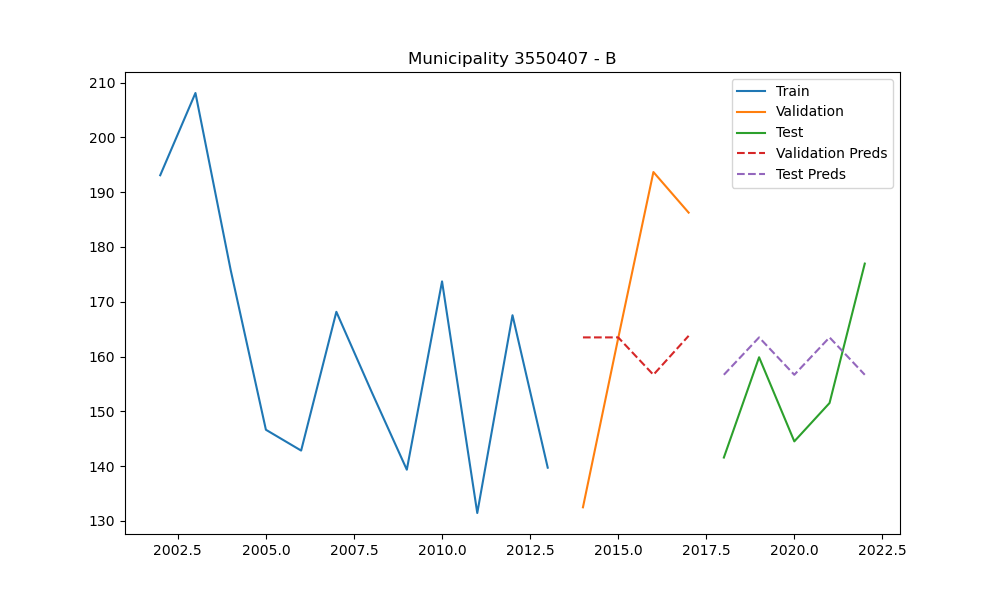 Municipality 3550407 - B
210
200
190
180
170
160
150
140
130
Train
Validation
Test
Validation Preds
Test Preds
2002.5 2005.0 2007.5 2010.0 2012.5 2015.0 2017.5 2020.0 2022.5